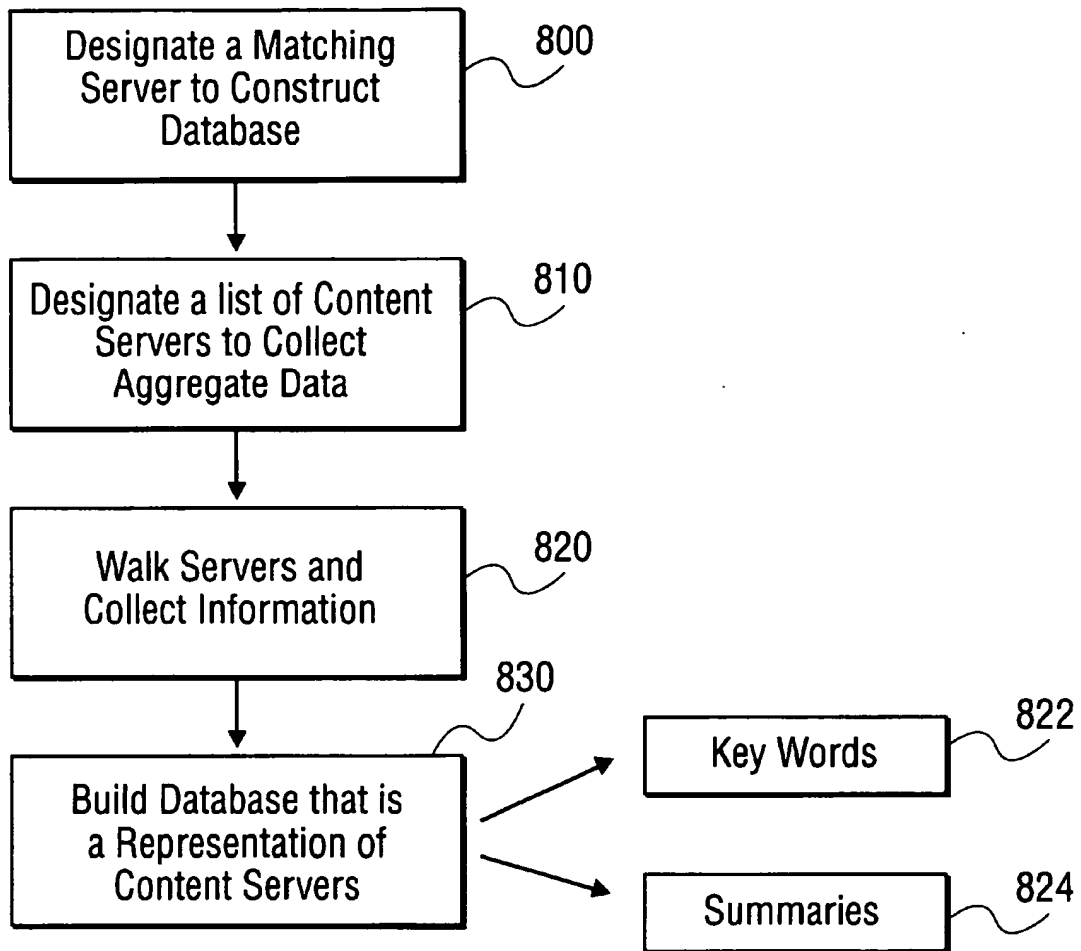 Designate a Matching
Server to Construct
Database
800
Designate a list of Content
Servers to Collect
Aggregate Data
810
Walk Servers and
Collect Information
820
830
Build Database that is
a Representation of
Content Servers
Key Words
822
Summaries
824